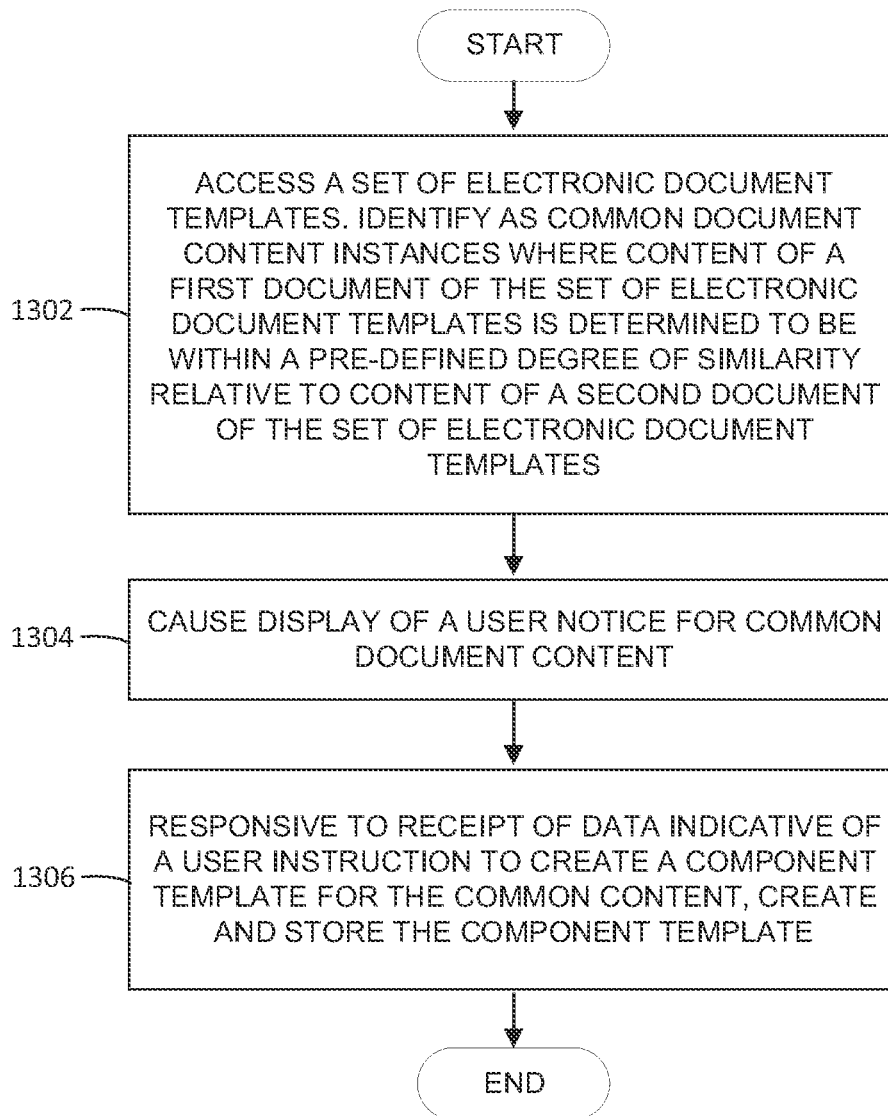 START
ACCESS A SET OF ELECTRONIC DOCUMENT
TEMPLATES. IDENTIFY AS COMMON DOCUMENT
CONTENT INSTANCES WHERE CONTENT OF A
FIRST DOCUMENT OF THE SET OF ELECTRONIC
1302
DOCUMENT TEMPLATES IS DETERMINED TO BE
WITHIN A PRE-DEFINED DEGREE OF SIMILARITY
RELATIVE TO CONTENT OF A SECOND DOCUMENT
OF THE SET OF ELECTRONIC DOCUMENT
TEMPLATES
1304
CAUSE DISPLAY OF A USER NOTICE FOR COMMON
DOCUMENT CONTENT
RESPONSIVE TO RECEIPT OF DATA INDICATIVE OF
A USER INSTRUCTION TO CREATE A COMPONENT
1306
TEMPLATE FOR THE COMMON CONTENT, CREATE
AND STORE THE COMPONENT TEMPLATE
END